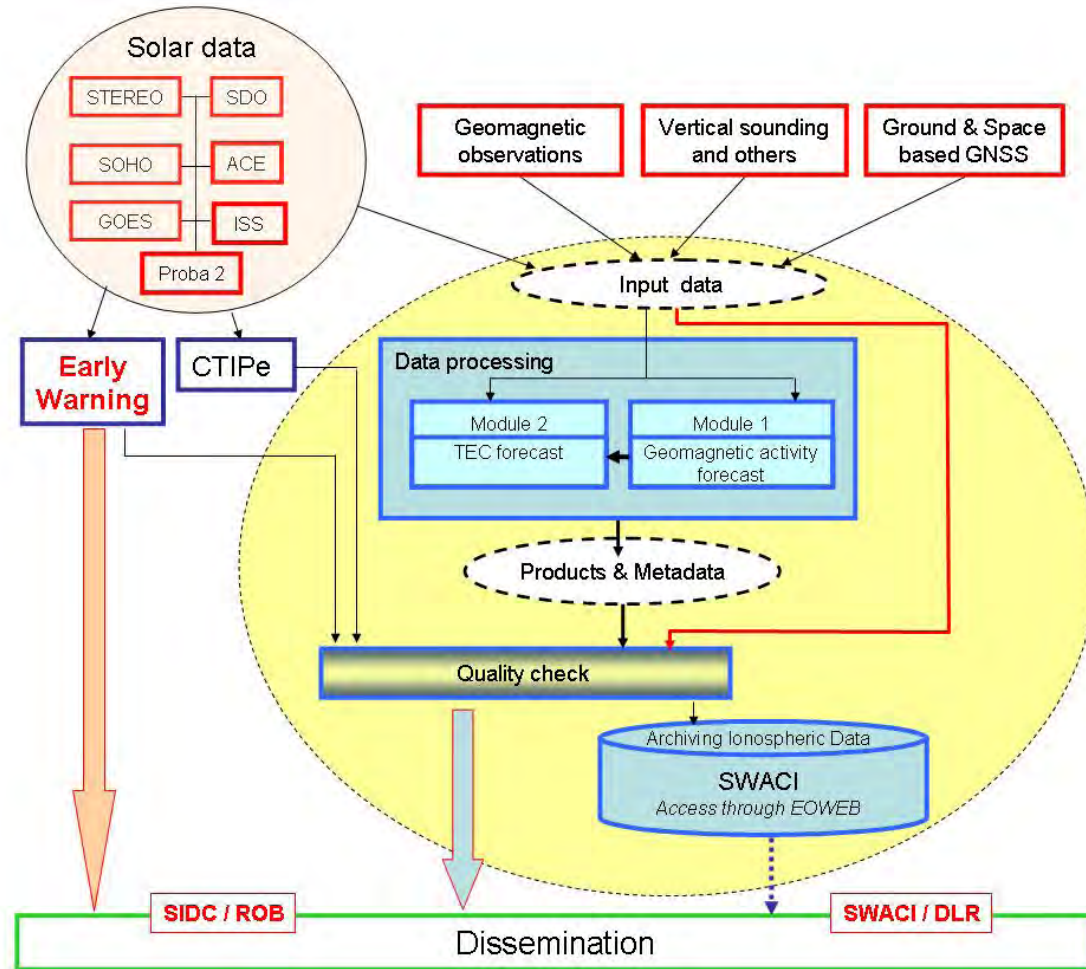 Solar data
STEREO
SDO
SOHO
ACE
GOES
ISS
Proba 2
Geomagnetic
observations
Vertical sounding
and others
Ground & Space
based GNSS
Input data
Early
Warning
CTIPe
Data processing
Module 2
TEC forecast
Module 1
Geomagnetic activity
forecast
Products & Metadata
Quality check
Archiving Ionospheric Data
SWACI
Access through EOWEB
SIDC / ROB
SWACI / DLR
Dissemination